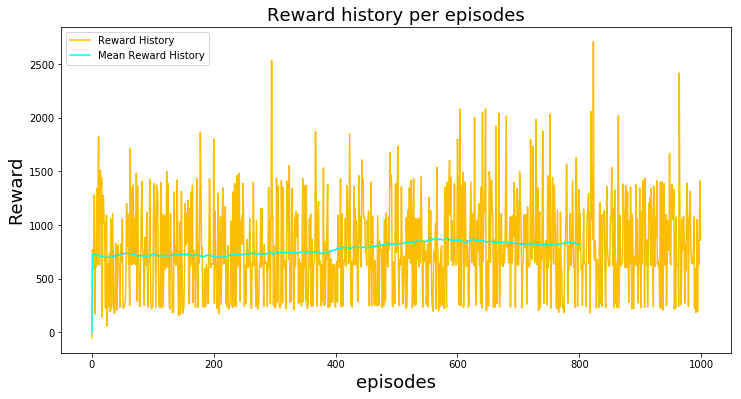 Reward history per episodes
Reward History
Mean Reward History
2500
2000
1500
1000
500
0
Reward
0 200 400 600 800 1000
episodes